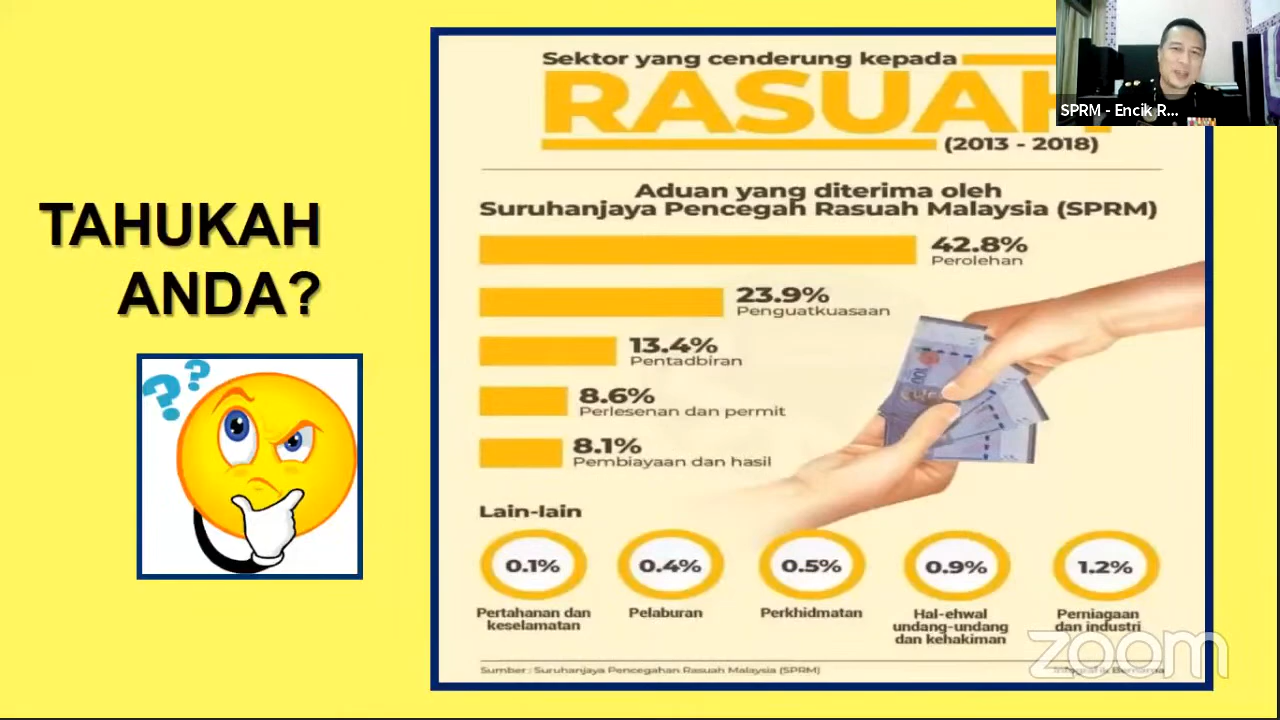 TAHUKAH
ANDA?
??
Sektor yang cenderung kepada
RASUAH
(2013 - 2018)
Aduan yang diterima oleh
Suruhanjaya Pencegah Rasuah Malaysia (SPRM)
42.8%
Perolehan
23.9%
Penguatkuasaan
13.4%
Pentadbiran
8.6%
Perlesenan dan permit
8.1%
Pembiayaan dan hasil
100
Lain-lain
0.1%
Pertahanan dan
keselamatan
0.4%
Pelaburan
0.5%
Perkhidmatan
0.9%
Hal-ehwal
undang-undang
dan kehakiman
1.2%
Perniagaan
dan industri
Sumber : Suruhanjaya Pencegahan Rasuah Malaysia (SPRM)
Bernama
zoom
SPRM - Encik R...